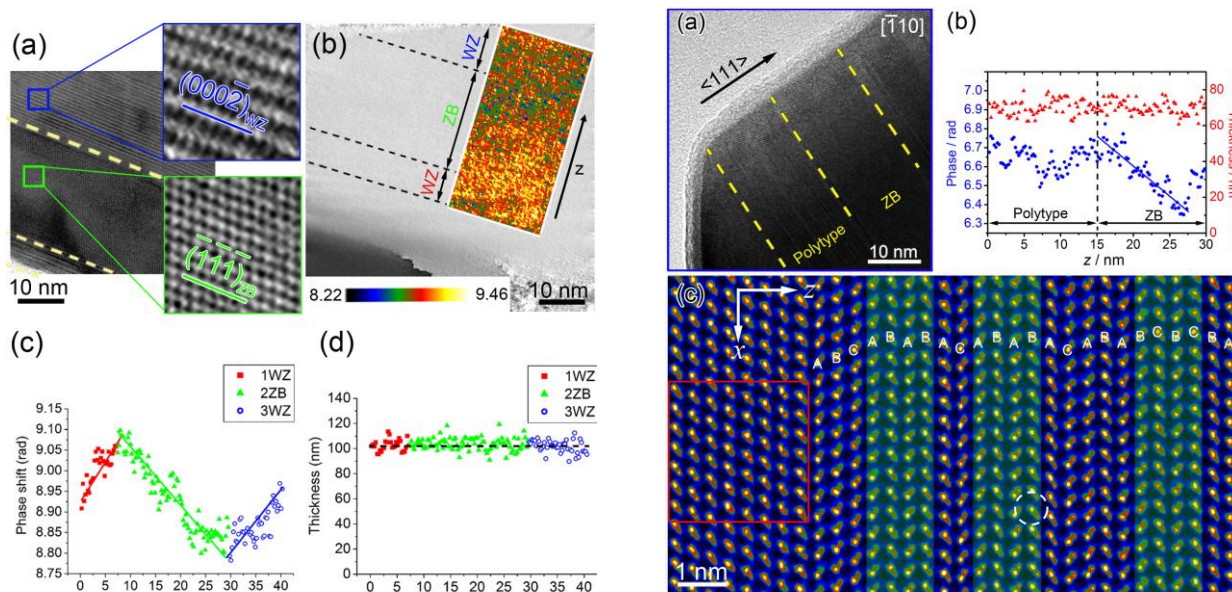 (a)
(0002̄)WZ
(1̄1̄1̄)ZB
10 nm
(b)
WZ
ZB
WZ
z
8.22
9.46
10 nm
(c)
1WZ
2ZB
3WZ
Phase shift (rad)
9.15
9.10
9.05
9.00
8.95
8.90
8.85
8.80
8.75
0 5 10 15 20 25 30 35 40
(d)
1WZ
2ZB
3WZ
Thickness (nm)
140
120
100
80
60
40
20
0
0 5 10 15 20 25 30 35 40
(a)
[1̄10]
<111>
Polytype
ZB
10 nm
(b)
Phase / rad
7.0
6.9
6.8
6.7
6.6
6.5
6.4
6.3
80
60
40
20
0
Polytype
ZB
0 5 10 15 20 25 30
z / nm
(c)
z
x
A B C A B A B A C A B A B A C A B A B C B C B A
1 nm